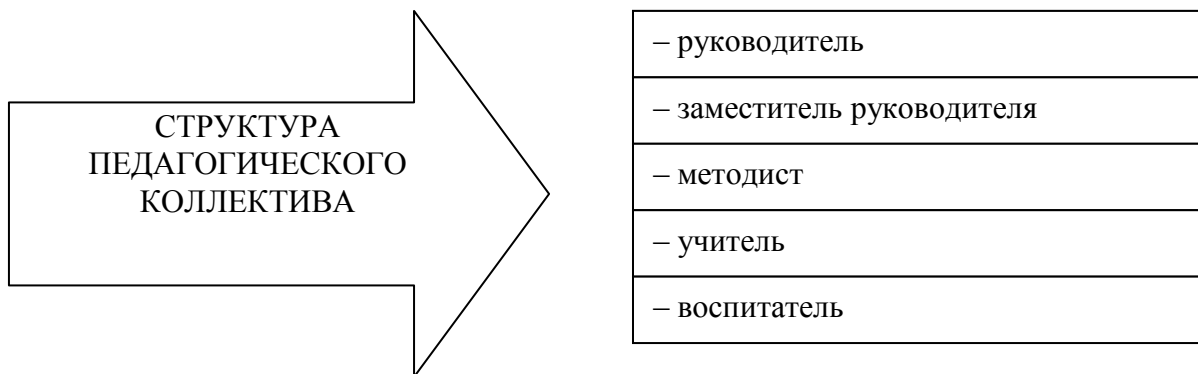 СТРУКТУРА
ПЕДАГОГИЧЕСКОГО
КОЛЛЕКТИВА
– руководитель
– заместитель руководителя
– методист
– учитель
– воспитатель